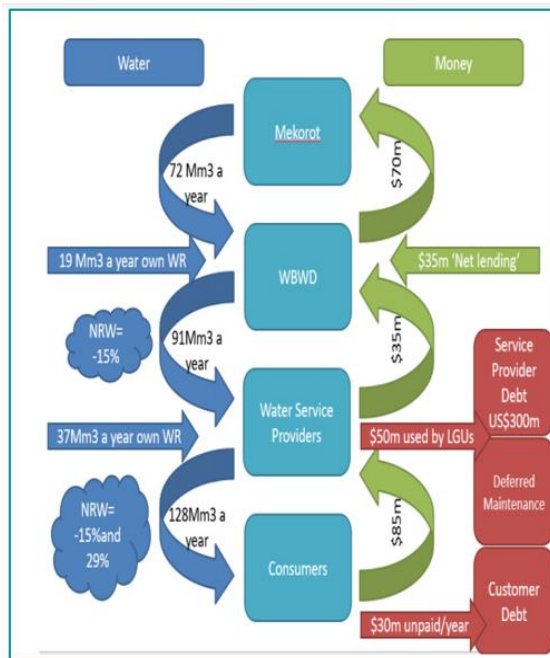 Water
Money
Mekorot
72 Mm3 a
year
$70m
19 Mm3 a year own WR
WBWD
$35m ‘Net lending’
NRW=
-15%
91Mm3 a
year
$35m
Service
Provider
Debt
US$300m
37Mm3 a year own WR
Water Service
Providers
$50m used by LGUs
Deferred
Maintenance
NRW=
-15%and
29%
128Mm3 a
year
Consumers
$85m
Customer
Debt
$30m unpaid/year